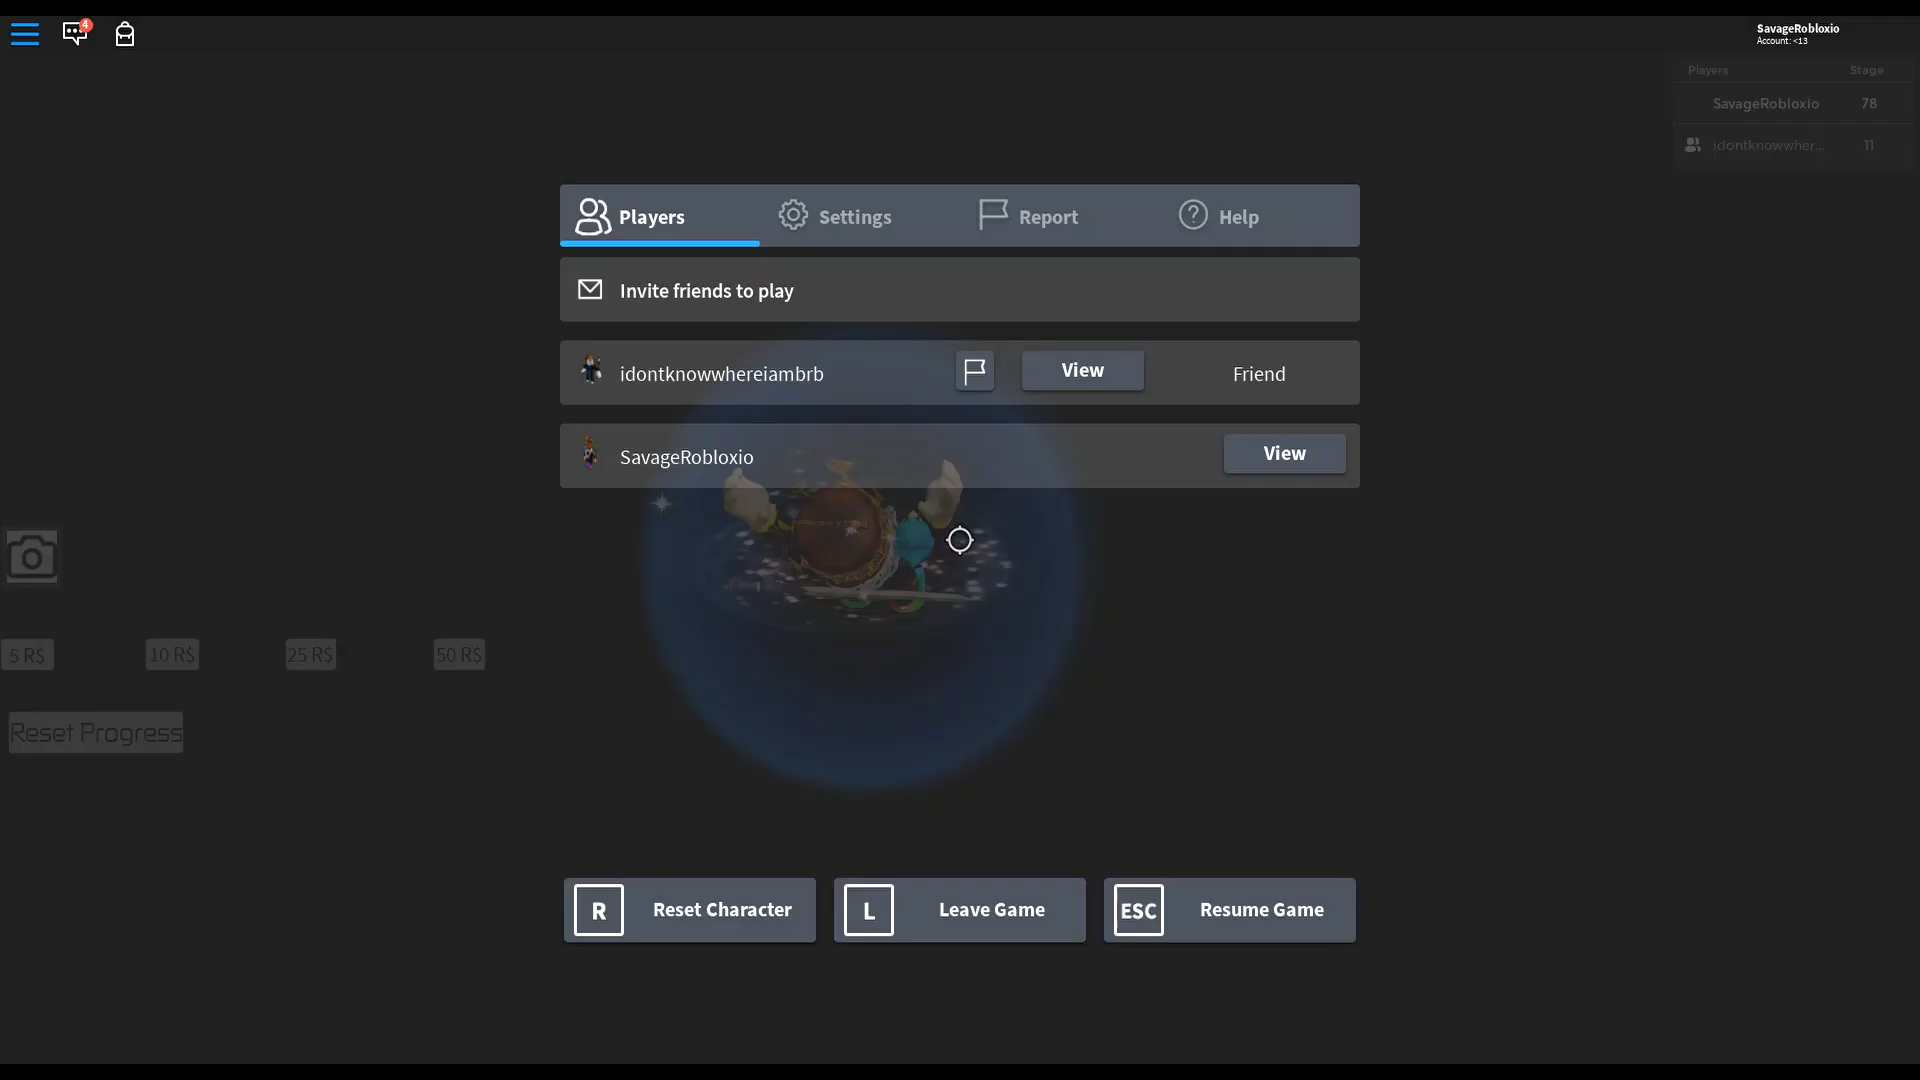 4
SavageRobloxio
Account: <13
Players Stage
SavageRobloxio 78
idontknowwher... 11
Players Settings Report Help
Invite friends to play
idontknowwhereiambrb View Friend
SavageRobloxio View
5 R$ 10 R$ 25 R$ 50 R$
Reset Progress
R Reset Character L Leave Game ESC Resume Game